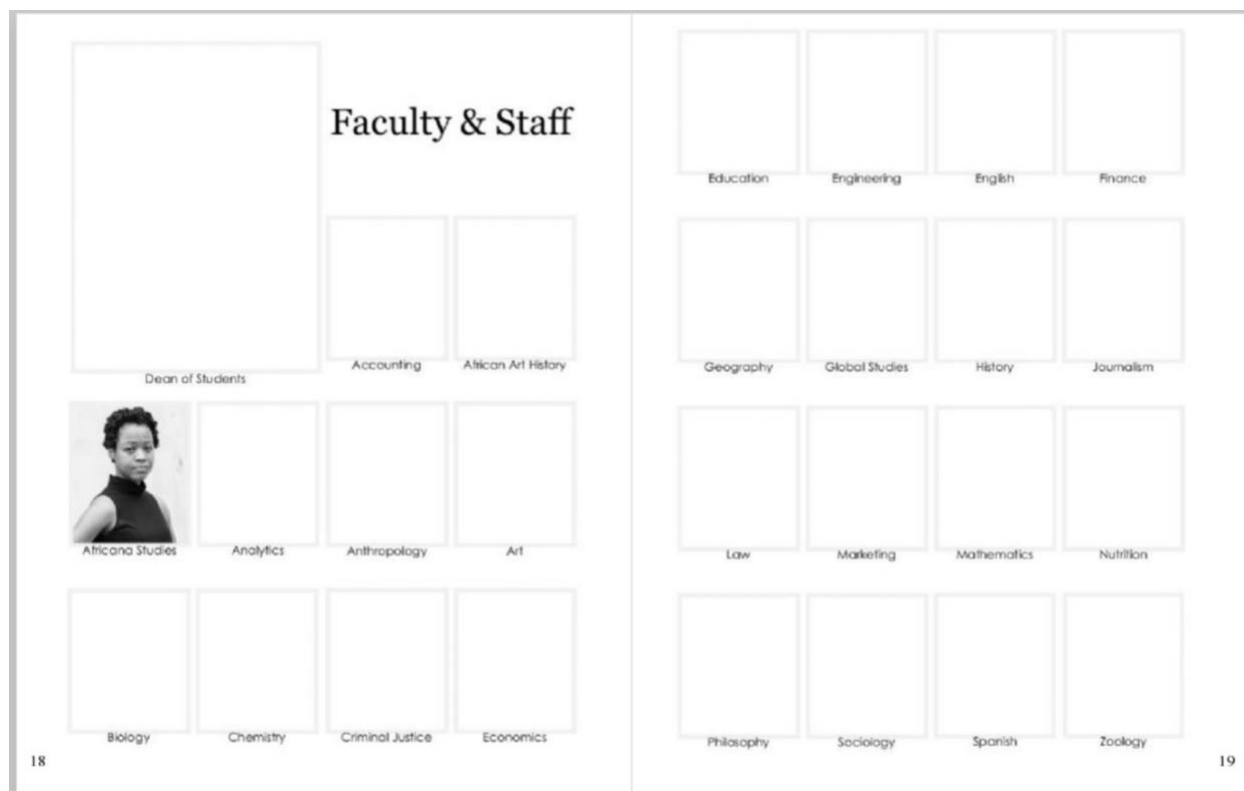 Faculty & Staff
Dean of Students
Accounting
African Art History
Africana Studies
Analytics
Anthropology
Art
Biology
Chemistry
Criminal Justice
Economics
18
Education
Engineering
English
Finance
Geography
Global Studies
History
Journalism
Law
Marketing
Mathematics
Nutrition
Philosophy
Sociology
Spanish
Zoology
19